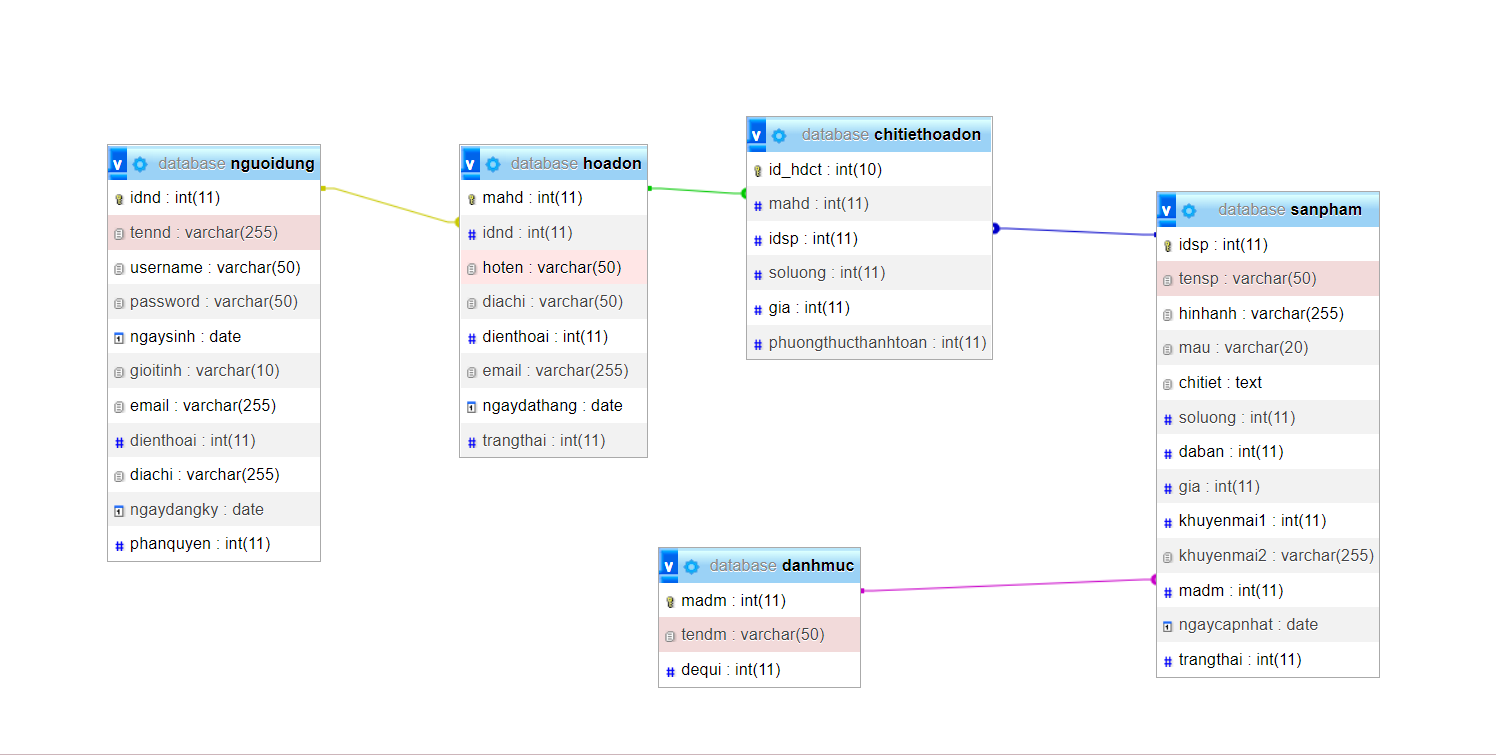 database nguoidung
idnd : int(11)
tennd : varchar(255)
username : varchar(50)
password : varchar(50)
ngaysinh : date
gioitinh : varchar(10)
email : varchar(255)
dienthoai : int(11)
diachi : varchar(255)
ngaydangky : date
phanquyen : int(11)
database hoadon
mahd : int(11)
idnd : int(11)
hoten : varchar(50)
diachi : varchar(50)
dienthoai : int(11)
email : varchar(255)
ngaydathang : date
trangthai : int(11)
database chitiethoadon
id_hdct : int(10)
mahd : int(11)
idsp : int(11)
soluong : int(11)
gia : int(11)
phuongthucthanhtoan : int(11)
database sanpham
idsp : int(11)
tensp : varchar(50)
hinhanh : varchar(255)
mau : varchar(20)
chitiet : text
soluong : int(11)
daban : int(11)
gia : int(11)
khuyenmai1 : int(11)
khuyenmai2 : varchar(255)
madm : int(11)
ngaycapnhat : date
trangthai : int(11)
database danhmuc
madm : int(11)
tendm : varchar(50)
dequi : int(11)